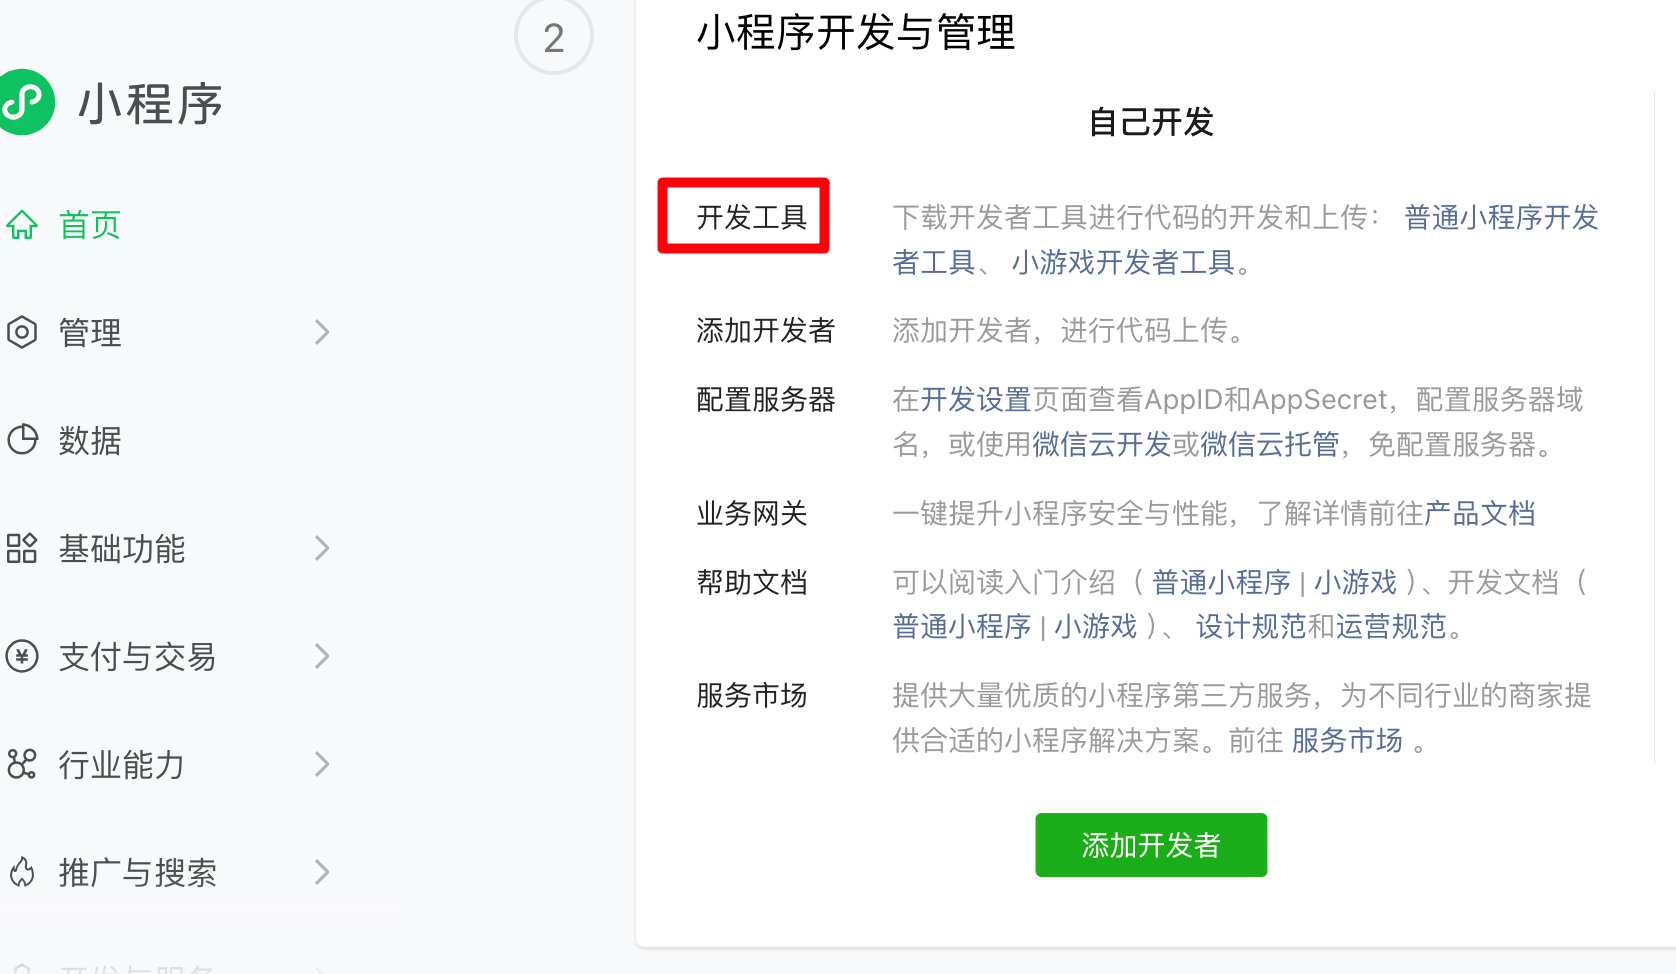 小程序
首页
管理
数据
基础功能
支付与交易
行业能力
推广与搜索
2
小程序开发与管理
自己开发
开发工具
下载开发者工具进行代码的开发和上传： 普通小程序开发
者工具、 小游戏开发者工具。
添加开发者
添加开发者，进行代码上传。
配置服务器
在开发设置页面查看AppID和AppSecret，配置服务器域
名，或使用微信云开发或微信云托管，免配置服务器。
业务网关
一键提升小程序安全与性能，了解详情前往产品文档
帮助文档
可以阅读入门介绍（ 普通小程序 | 小游戏 ）、开发文档（
普通小程序 | 小游戏 ）、 设计规范和运营规范。
服务市场
提供大量优质的小程序第三方服务，为不同行业的商家提
供合适的小程序解决方案。前往 服务市场 。
添加开发者